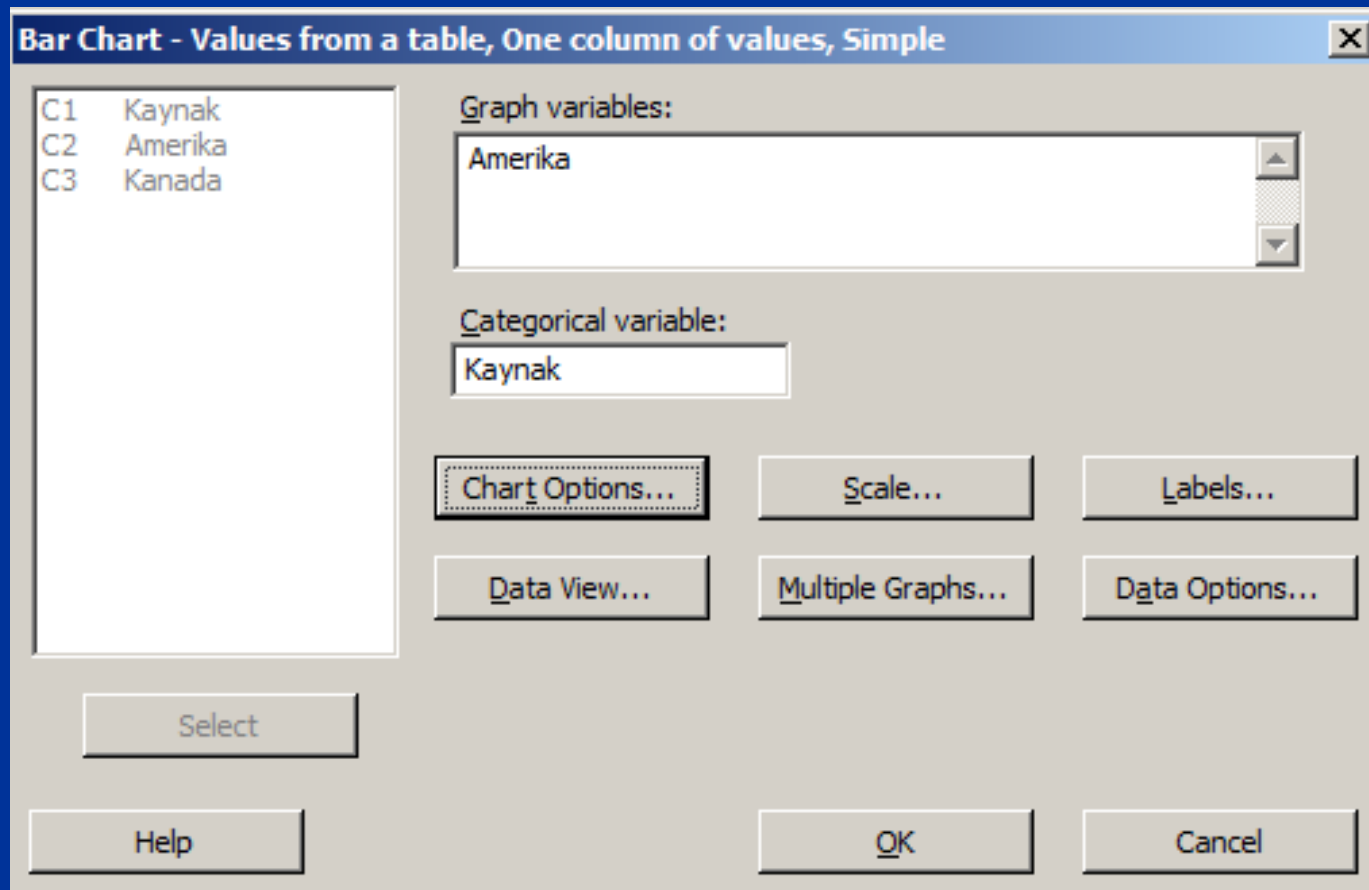 Bar Chart - Values from a table, One column of values, Simple
C1 Kaynak
C2 Amerika
C3 Kanada
Graph variables:
Amerika
Categorical variable:
Kaynak
Chart Options... Scale... Labels...
Data View... Multiple Graphs... Data Options...
Select
Help OK Cancel